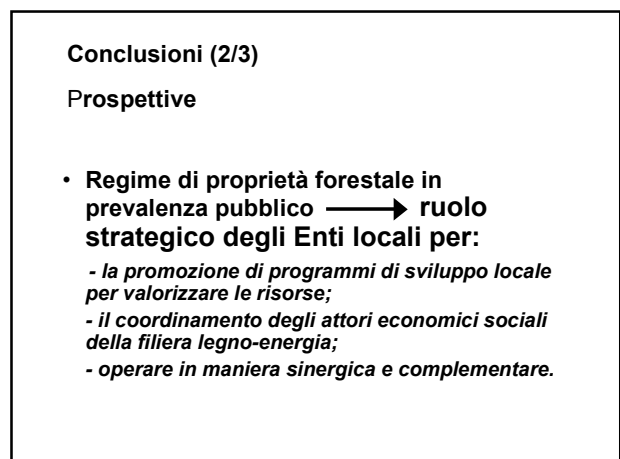 Conclusioni (2/3)
Prospettive
• Regime di proprietà forestale in
prevalenza pubblico → ruolo
strategico degli Enti locali per:
- la promozione di programmi di sviluppo locale
per valorizzare le risorse;
- il coordinamento degli attori economici sociali
della filiera legno-energia;
- operare in maniera sinergica e complementare.